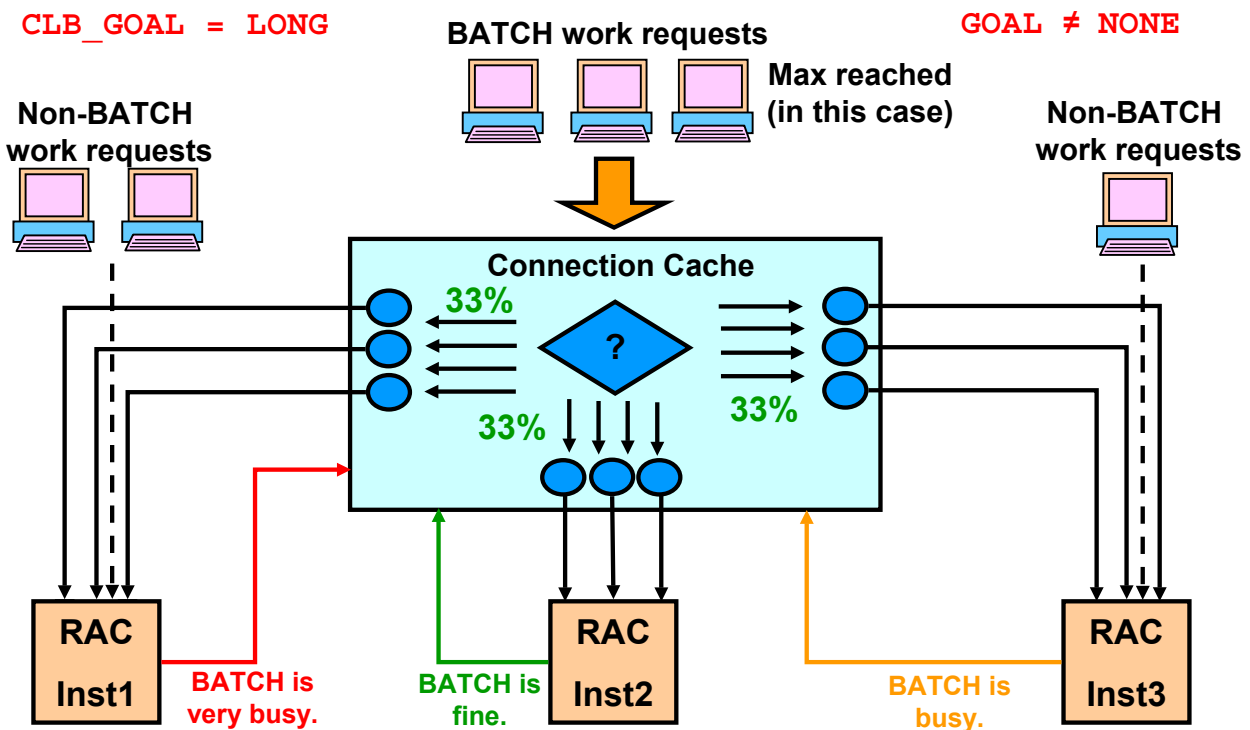 CLB_GOAL = LONG
BATCH work requests
GOAL ≠ NONE
Max reached
(in this case)
Non-BATCH
work requests
Non-BATCH
work requests
Connection Cache
33%
?
33%
33%
RAC
Inst1
BATCH is
very busy.
BATCH is
fine.
RAC
Inst2
BATCH is
busy.
RAC
Inst3